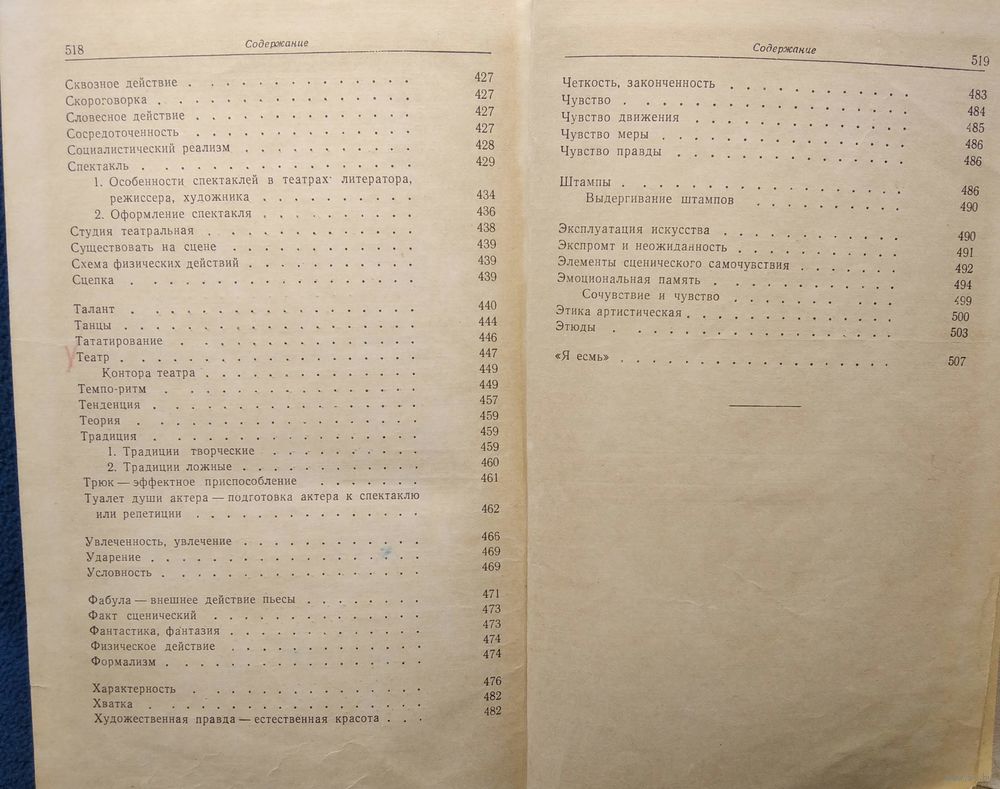 518
Содержание
Сквозное действие . . . . . . . . . . . . . 427
Скороговорка . . . . . . . . . . . . . 427
Словесное действие . . . . . . . . . . . . . 427
Сосредоточенность . . . . . . . . . . . . . 427
Социалистический реализм . . . . . . . . . . . . 428
Спектакль . . . . . . . . . . . . . 429
1. Особенности спектаклей в театрах литератора,
режиссера, художника . . . . . . . . . . 434
2. Оформление спектакля . . . . . . . . . . 436
Студия театральная . . . . . . . . . . . . 438
Существовать на сцене . . . . . . . . . . . 439
Схема физических действий . . . . . . . . . . . 439
Сцепка . . . . . . . . . . . . . 439
Талант . . . . . . . . . . . . . 440
Танцы . . . . . . . . . . . . . 444
Тататирование . . . . . . . . . . . . . 446
Театр . . . . . . . . . . . . . 447
Контора театра . . . . . . . . . . . . . 449
Темпо-ритм . . . . . . . . . . . . . 449
Тенденция . . . . . . . . . . . . . 457
Теория . . . . . . . . . . . . . 459
Традиция . . . . . . . . . . . . . 459
1. Традиции творческие . . . . . . . . . . 459
2. Традиции ложные . . . . . . . . . . . 460
Трюк — эффектное приспособление . . . . . . . 461
Туалет души актера — подготовка актера к спектаклю
или репетиции . . . . . . . . . . . . . 462
Увлеченность, увлечение . . . . . . . . . . . . 466
Ударение . . . . . . . . . . . . . 469
Условность . . . . . . . . . . . . . 469
Фабула — внешнее действие пьесы . . . . . . . . 471
Факт сценический . . . . . . . . . . . . . 473
Фантастика, фантазия . . . . . . . . . . . . . 473
Физическое действие . . . . . . . . . . . . . 474
Формализм . . . . . . . . . . . . . 474
Характерность . . . . . . . . . . . . . 476
Хватка . . . . . . . . . . . . . 482
Художественная правда — естественная красота . . . 482
Содержание
519
Четкость, законченность . . . . . . . . . . 483
Чувство . . . . . . . . . . . . . 484
Чувство движения . . . . . . . . . . . 485
Чувство меры . . . . . . . . . . . . 486
Чувство правды . . . . . . . . . . . . 486
Штампы . . . . . . . . . . . . . 486
Выдергивание штампов . . . . . . . . 490
Эксплуатация искусства . . . . . . . . . . 490
Экспромт и неожиданность . . . . . . . . . 491
Элементы сценического самочувствия . . . . . . . 492
Эмоциональная память . . . . . . . . . . 494
Сочувствие и чувство . . . . . . . . . 499
Этика артистическая . . . . . . . . . . . 500
Этюды . . . . . . . . . . . . . 503
«Я есмь» . . . . . . . . . . . . . 507